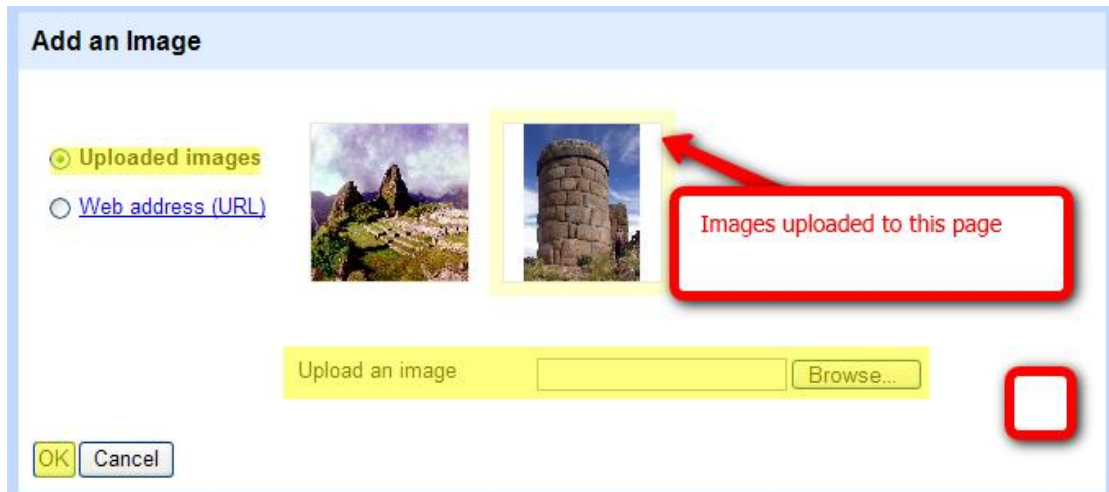 Add an Image
Uploaded images
Web address (URL)
Images uploaded to this page
Upload an image
Browse...
OK
Cancel